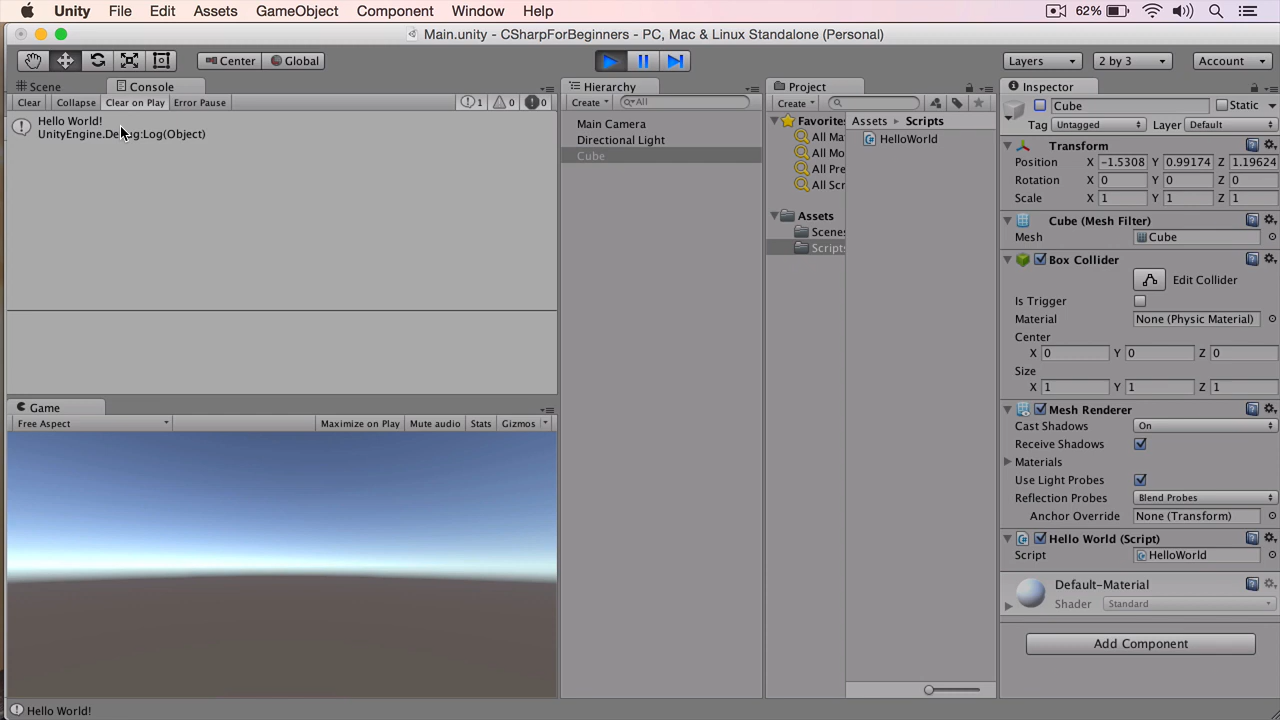 Unity File Edit Assets GameObject Component Window Help 62%
Main.unity - CSharpForBeginners - PC, Mac & Linux Standalone (Personal)
Center Global Layers 2 by 3 Account
Scene Console
Clear Collapse Clear on Play Error Pause 1 0 0
Hello World!
UnityEngine.Debug:Log(Object)
Game
Free Aspect Maximize on Play Mute audio Stats Gizmos
Hierarchy
Create All
Main Camera
Directional Light
Cube
Project
Create
Favorites
All Ma
All Mo
All Pre
All Scr
Assets
Scenes
Scripts
Assets Scripts
HelloWorld
Inspector
Cube Static
Tag Untagged Layer Default
Transform
Position X -1.5308 Y 0.99174 Z 1.19624
Rotation X 0 Y 0 Z 0
Scale X 1 Y 1 Z 1
Cube (Mesh Filter)
Mesh Cube
Box Collider
Edit Collider
Is Trigger
Material None (Physic Material)
Center
X 0 Y 0 Z 0
Size
X 1 Y 1 Z 1
Mesh Renderer
Cast Shadows On
Receive Shadows
Materials
Use Light Probes
Reflection Probes Blend Probes
Anchor Override None (Transform)
Hello World (Script)
Script HelloWorld
Default-Material
Shader Standard
Add Component
Hello World!